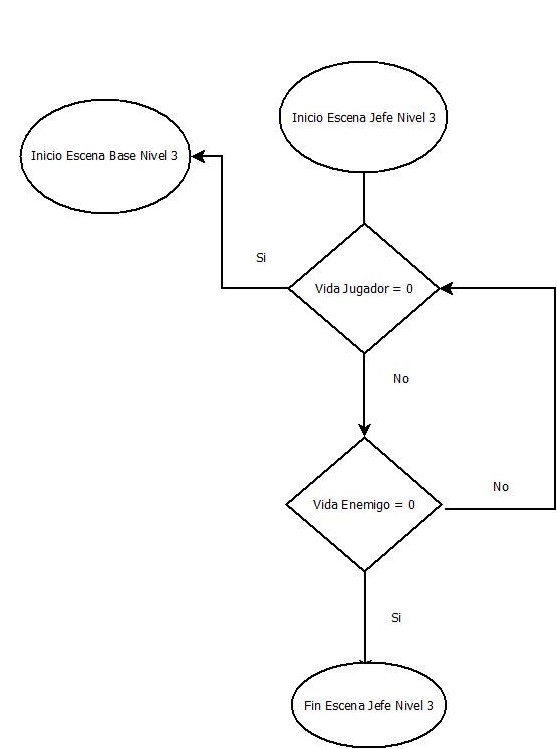 Inicio Escena Jefe Nivel 3
Inicio Escena Base Nivel 3
Si
Vida Jugador = 0
No
Vida Enemigo = 0
No
Si
Fin Escena Jefe Nivel 3